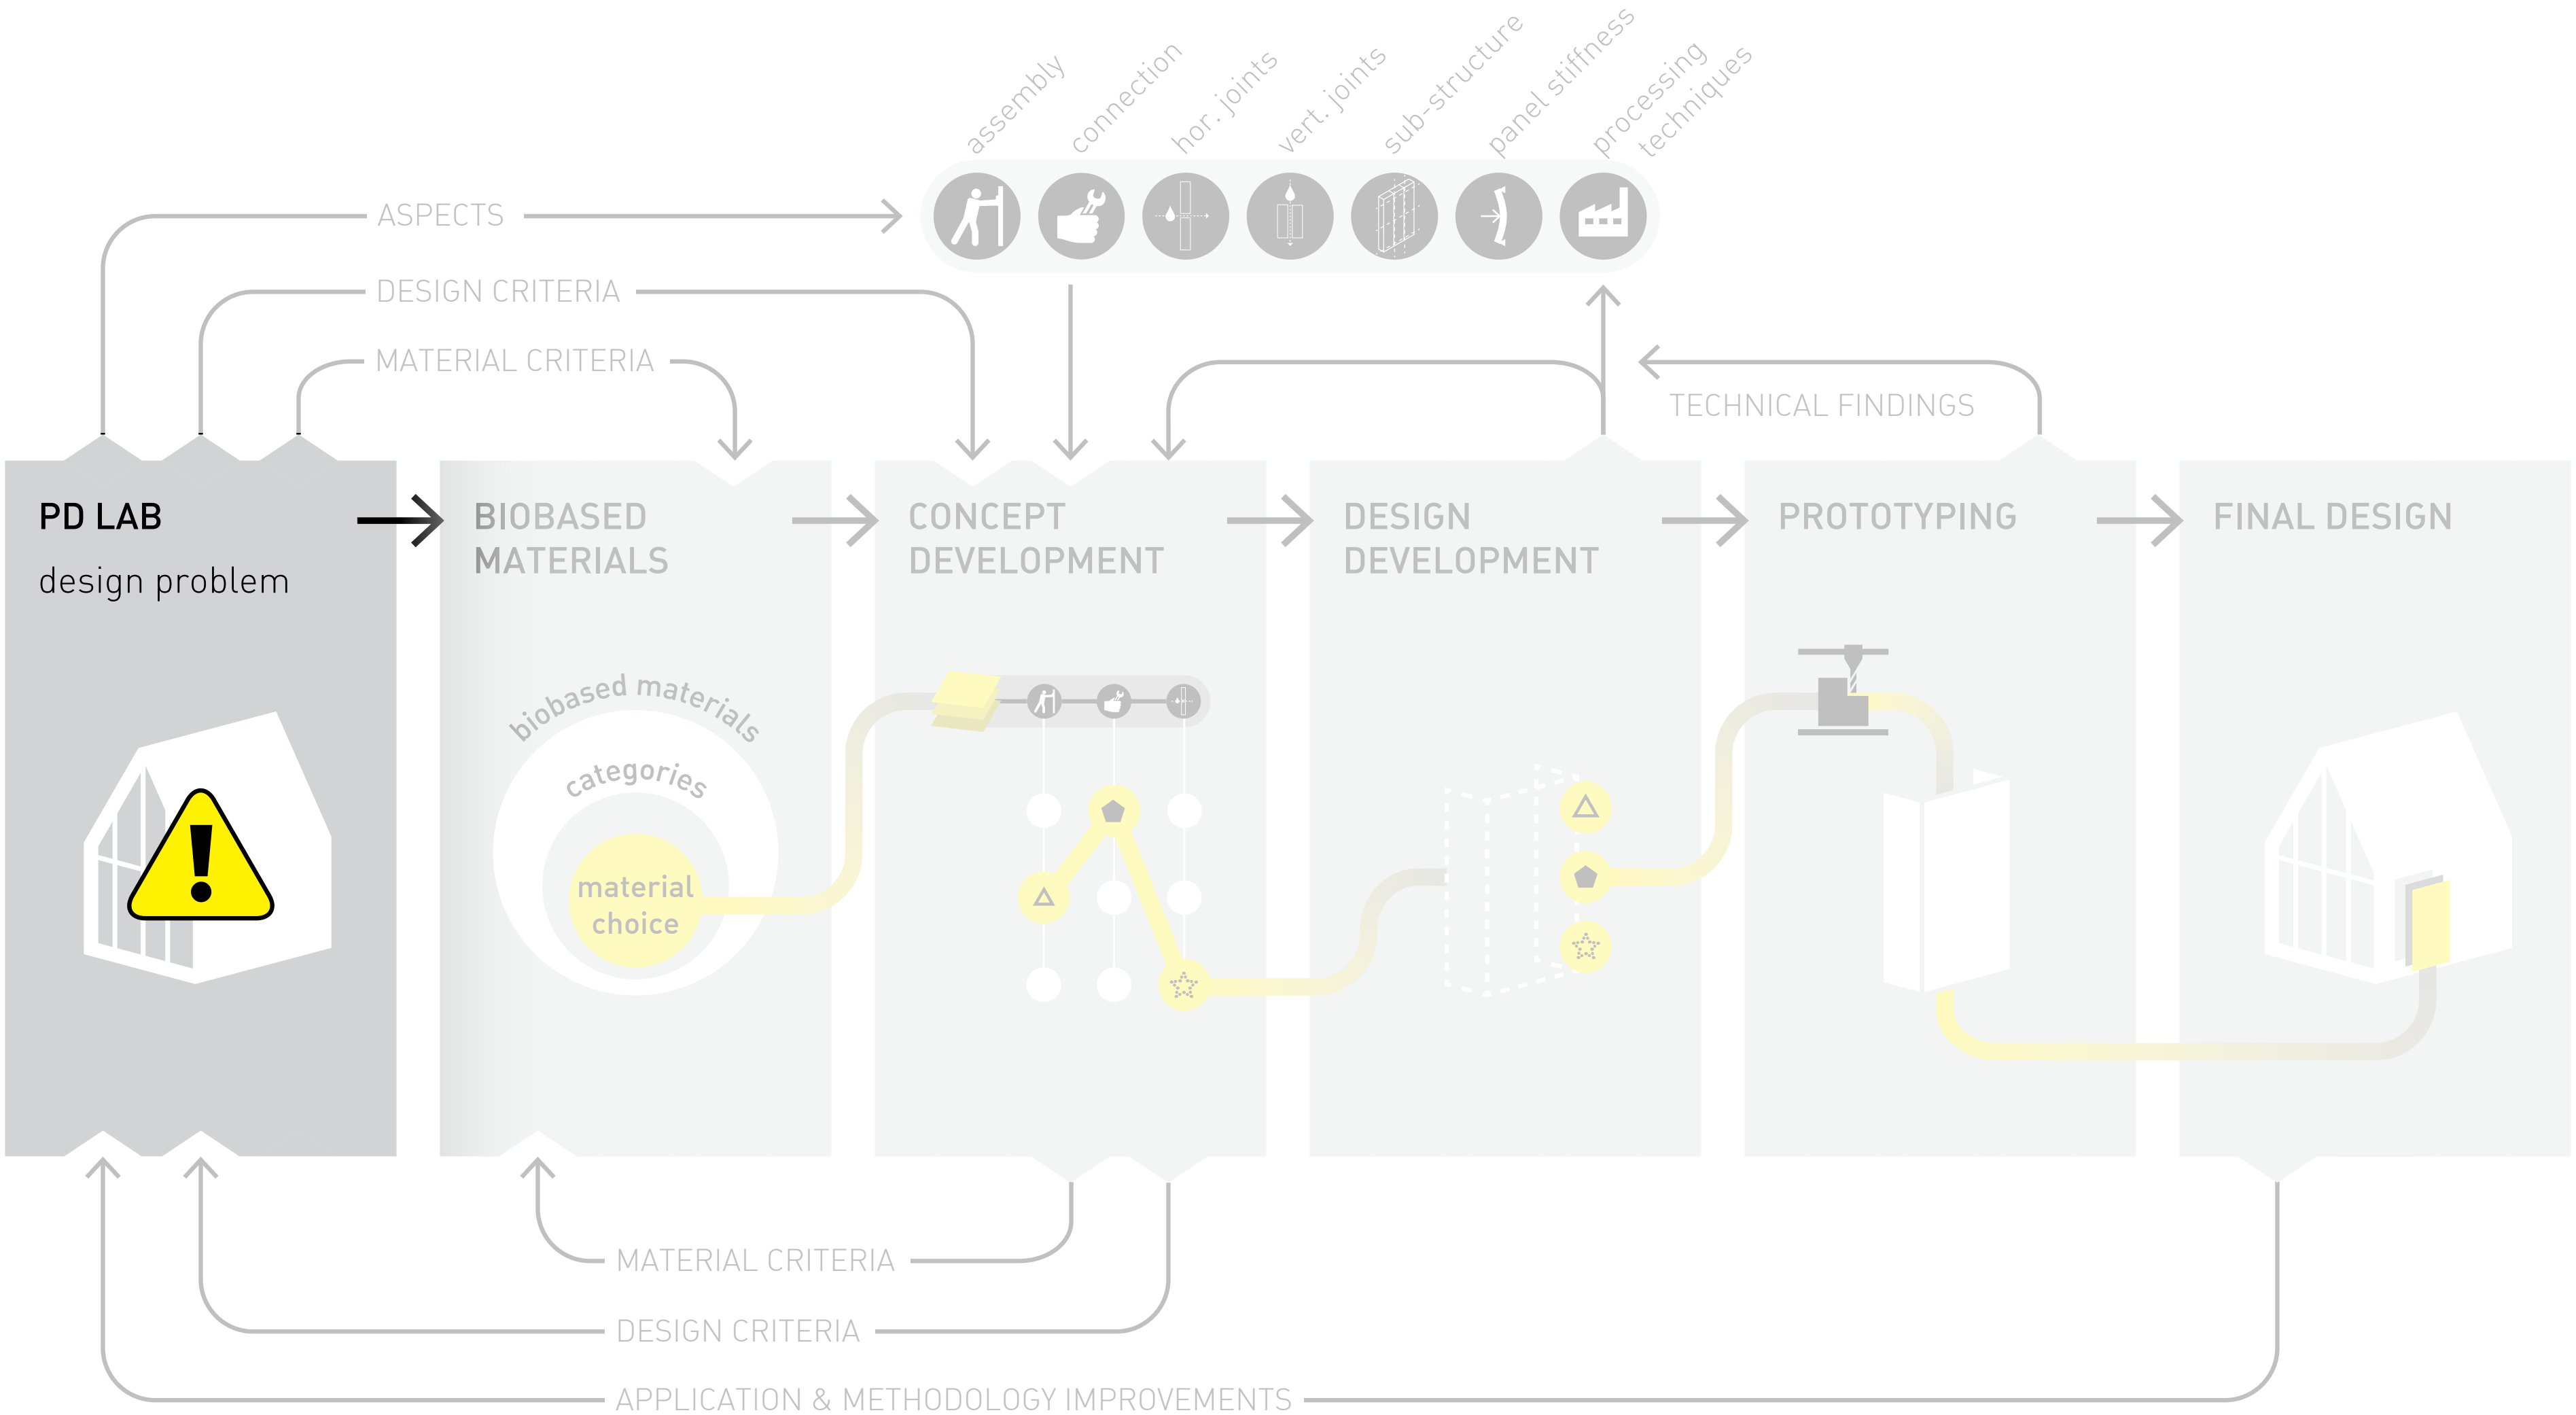 assembly
connection
hor. joints
vert. joints
sub-structure
panel stiffness
processing
techniques
ASPECTS
DESIGN CRITERIA
MATERIAL CRITERIA
TECHNICAL FINDINGS
PD LAB
design problem
BIOBASED
MATERIALS
biobased materials
categories
material
choice
CONCEPT
DEVELOPMENT
DESIGN
DEVELOPMENT
PROTOTYPING
FINAL DESIGN
MATERIAL CRITERIA
DESIGN CRITERIA
APPLICATION & METHODOLOGY IMPROVEMENTS